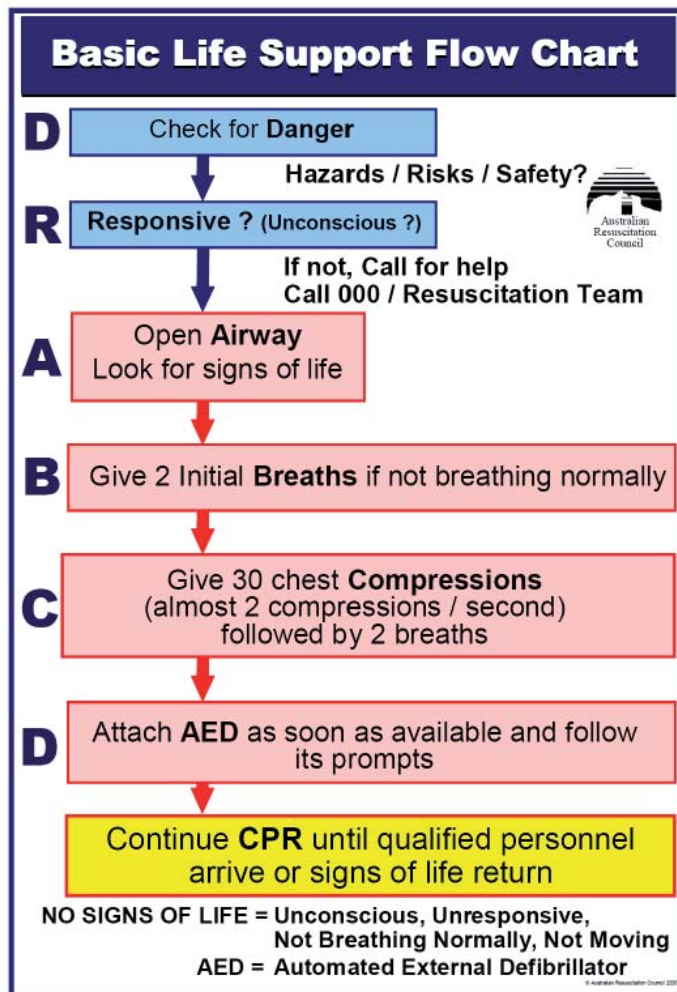 Basic Life Support Flow Chart
D
Check for Danger
Hazards / Risks / Safety?
Australian
Resuscitation
Council
R
Responsive ? (Unconscious ?)
If not, Call for help
Call 000 / Resuscitation Team
A
Open Airway
Look for signs of life
B
Give 2 Initial Breaths if not breathing normally
C
Give 30 chest Compressions
(almost 2 compressions / second)
followed by 2 breaths
D
Attach AED as soon as available and follow
its prompts
Continue CPR until qualified personnel
arrive or signs of life return
NO SIGNS OF LIFE = Unconscious, Unresponsive,
Not Breathing Normally, Not Moving
AED = Automated External Defibrillator
© Australian Resuscitation Council